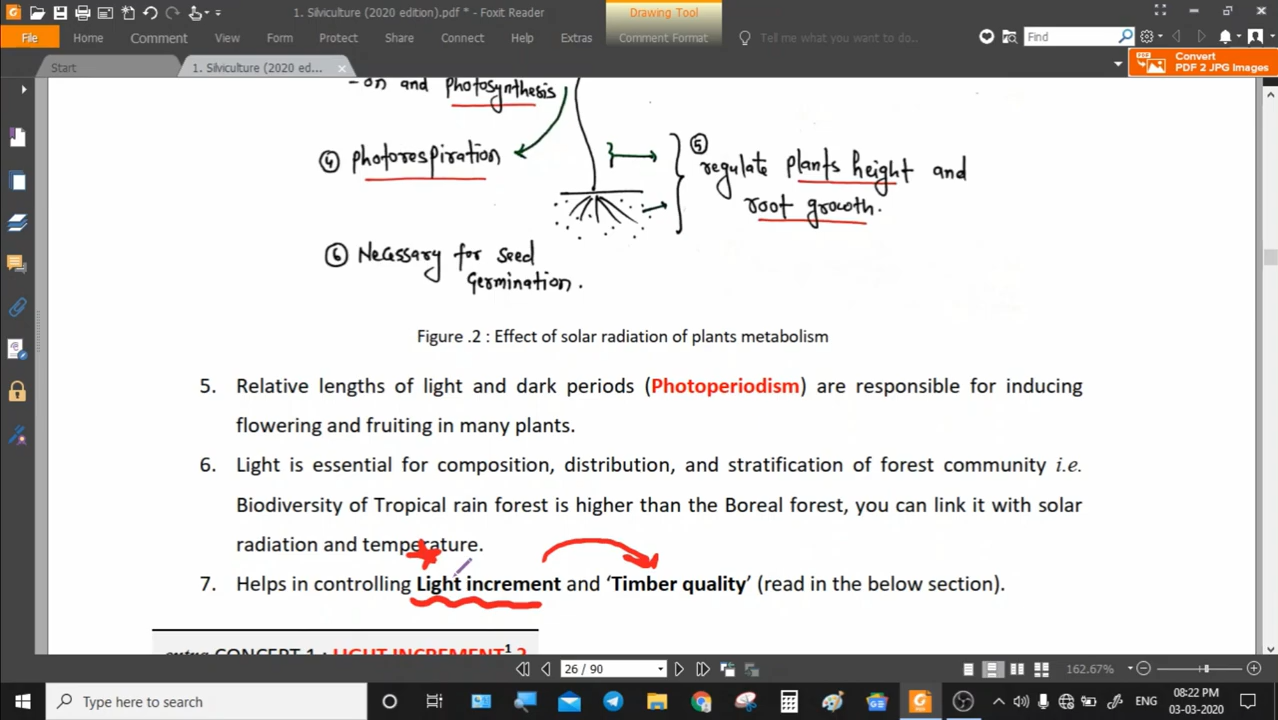 1. Silviculture (2020 edition).pdf * - Foxit Reader
Drawing Tool
File Home Comment View Form Protect Share Connect Help Extras Comment Format Tell me what you want to do... Find
Start 1. Silviculture (2020 ed...
Convert
PDF 2 JPG Images
-on and photosynthesis
④ photorespiration
⑤
regulate plants height and
root growth.
⑥ Necessary for seed
Germination.
Figure .2 : Effect of solar radiation of plants metabolism
5. Relative lengths of light and dark periods (Photoperiodism) are responsible for inducing
flowering and fruiting in many plants.
6. Light is essential for composition, distribution, and stratification of forest community i.e.
Biodiversity of Tropical rain forest is higher than the Boreal forest, you can link it with solar
radiation and temperature.
7. Helps in controlling Light increment and ‘Timber quality’ (read in the below section).
extra CONCEPT 1 : LIGHT INCREMENT1,2
26 / 90
162.67%
Type here to search
ENG
08:22 PM
03-03-2020